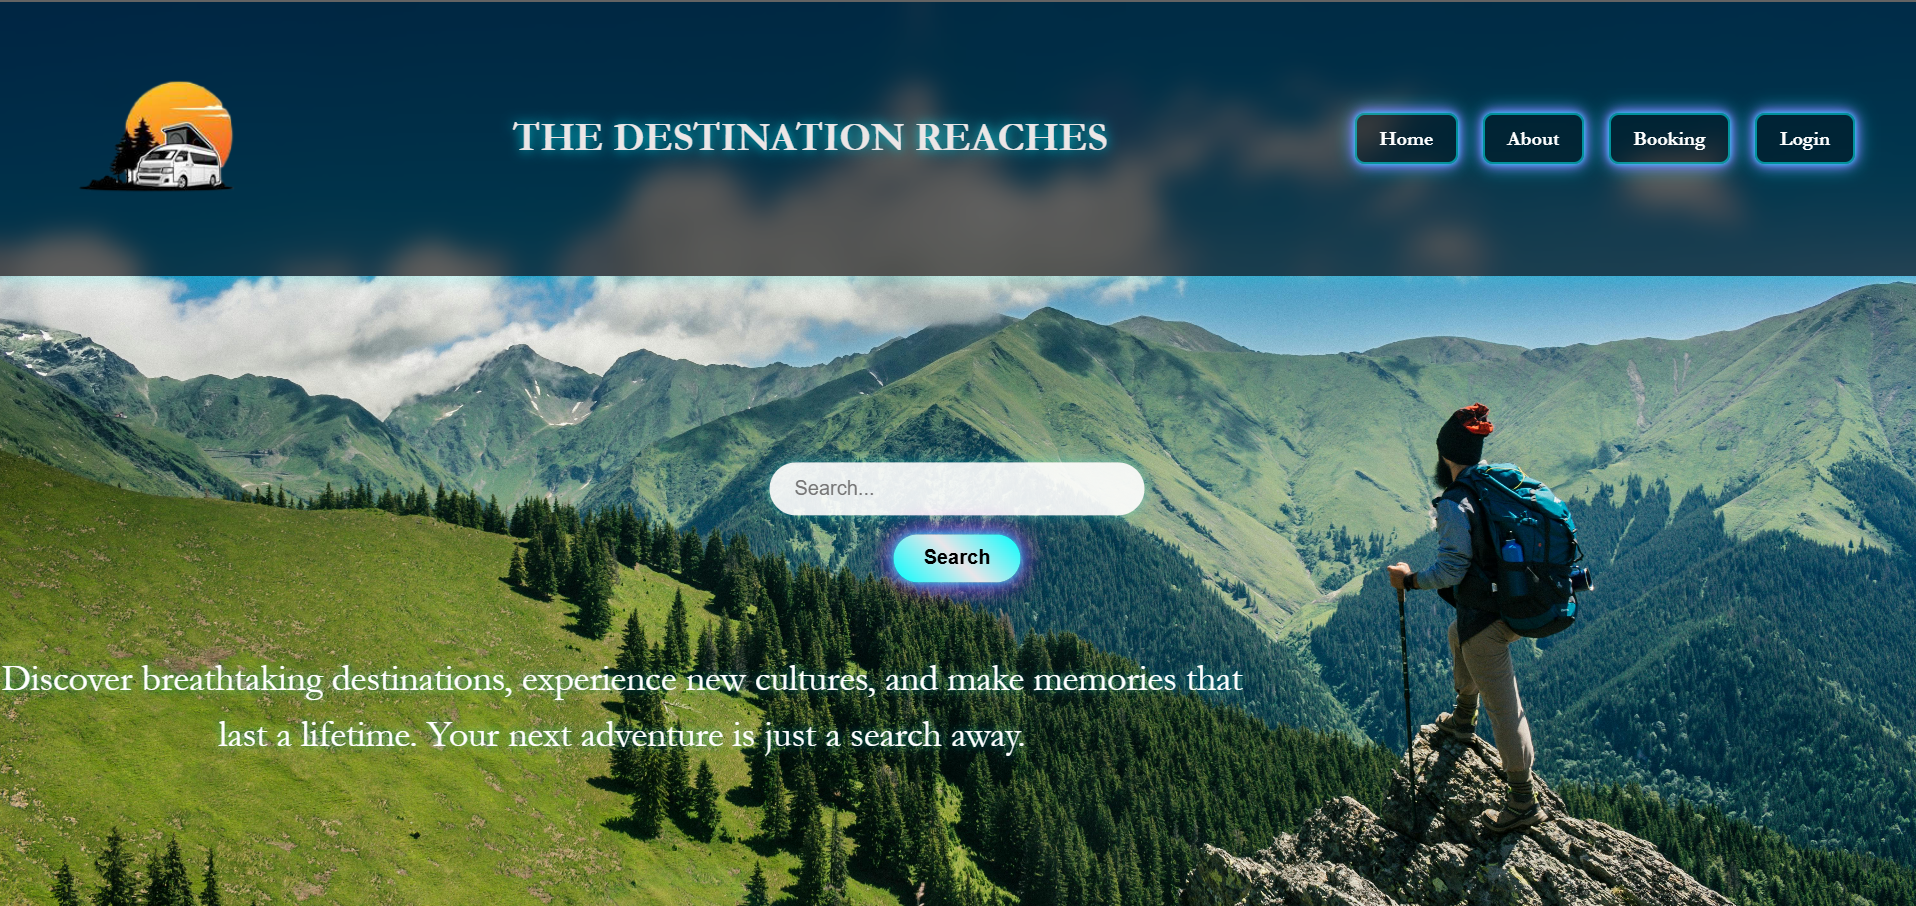 THE DESTINATION REACHES
Home
About
Booking
Login
Search...
Search
Discover breathtaking destinations, experience new cultures, and make memories that
last a lifetime. Your next adventure is just a search away.